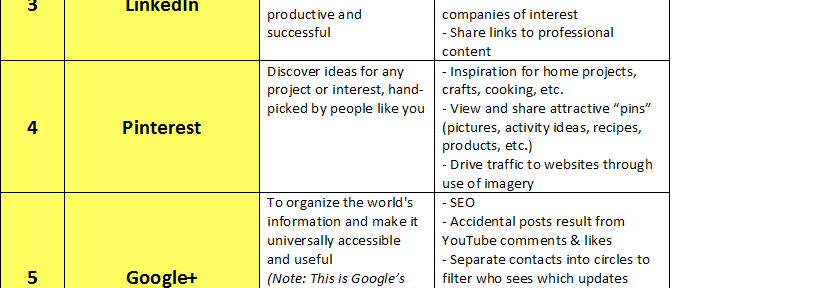 3
LinkedIn
productive and
successful
companies of interest
- Share links to professional
content
4
Pinterest
Discover ideas for any
project or interest, hand-
picked by people like you
- Inspiration for home projects,
crafts, cooking, etc.
- View and share attractive “pins”
(pictures, activity ideas, recipes,
products, etc.)
- Drive traffic to websites through
use of imagery
5
Google+
To organize the world's
information and make it
universally accessible
and useful
(Note: This is Google’s
- SEO
- Accidental posts result from
YouTube comments & likes
- Separate contacts into circles to
filter who sees which updates